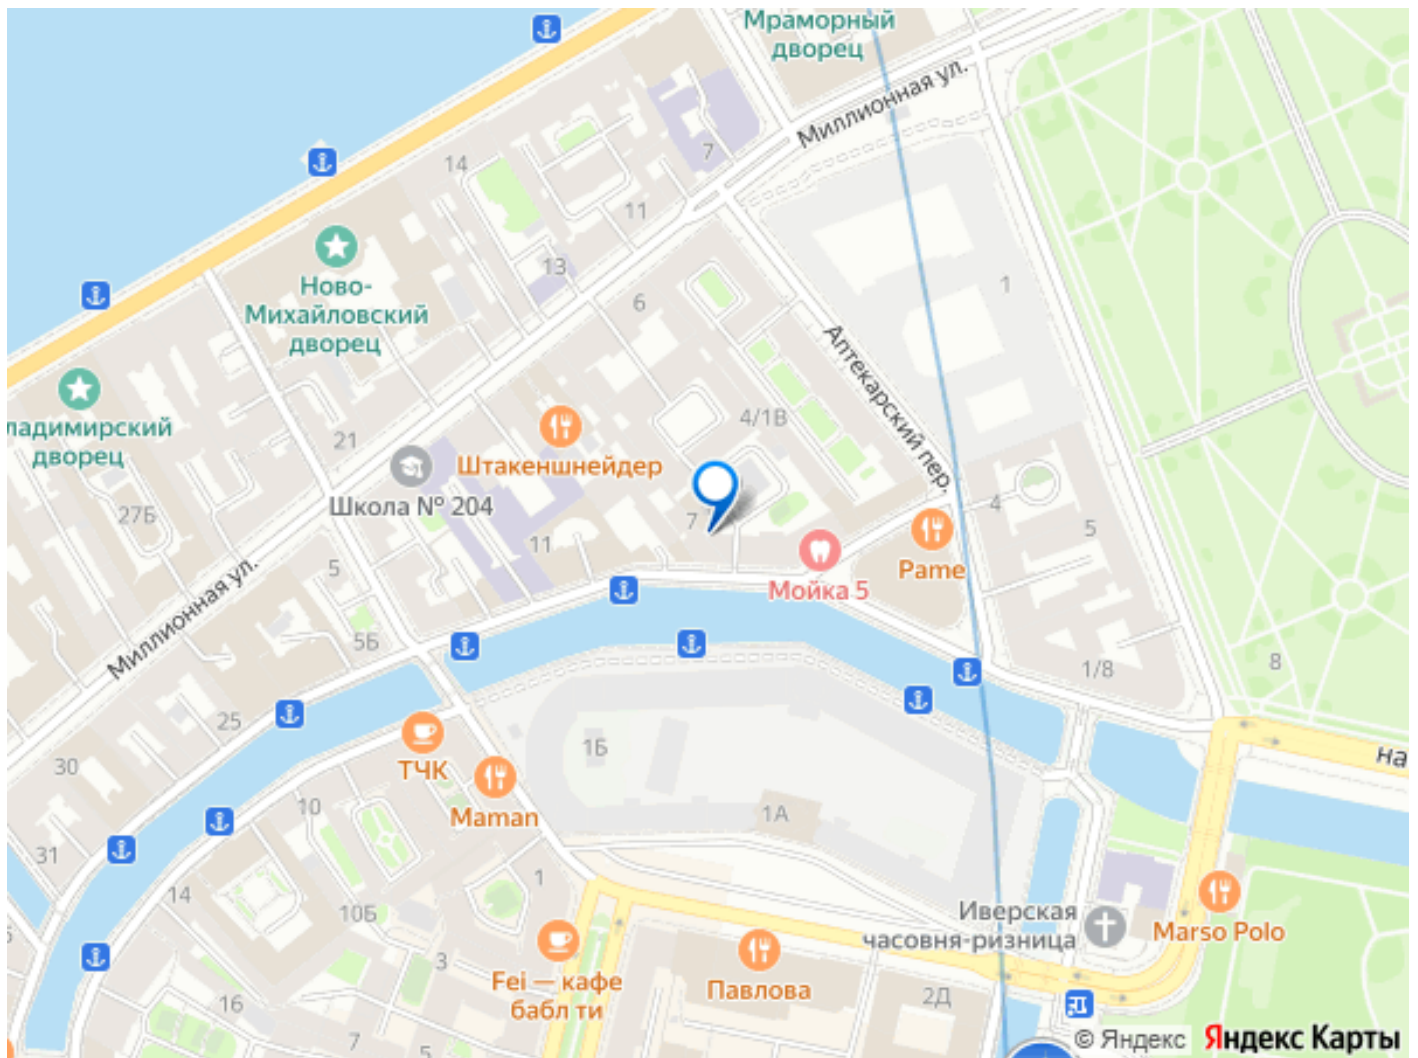 Мраморный
дворец
Миллионная ул.
14
7
11
13
Ново-
Михайловский
дворец
6
1
Аптекарский пер.
ладимирский
дворец
21
4/1В
Штакеншнейдер
Школа № 204
27Б
7
11
4
5
Pame
Мойка 5
5
5Б
Миллионная ул.
1/8
8
25
1Б
ТЧК
30
Maman
10
1А
на
31
14
1
10Б
Иверская
часовня-ризница
Marso Polo
3
Fei — кафе
бабл ти
Павлова
2Д
16
7
5
© Яндекс
Яндекс Карты